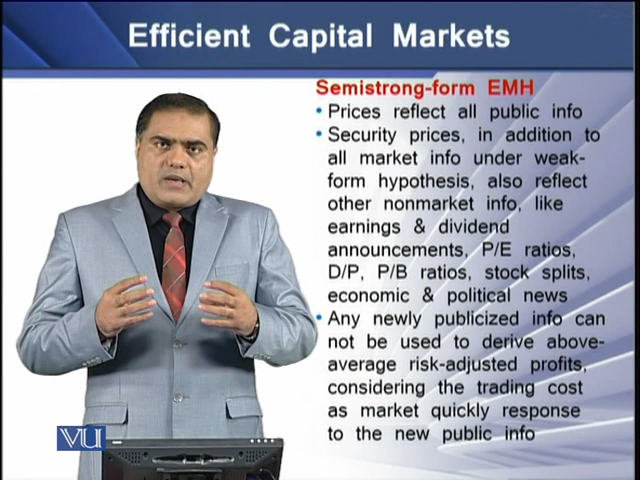 Efficient Capital Markets
Semistrong-form EMH
• Prices reflect all public info
• Security prices, in addition to
all market info under weak-
form hypothesis, also reflect
other nonmarket info, like
earnings & dividend
announcements, P/E ratios,
D/P, P/B ratios, stock splits,
economic & political news
• Any newly publicized info can
not be used to derive above-
average risk-adjusted profits,
considering the trading cost
as market quickly response
to the new public info
VU